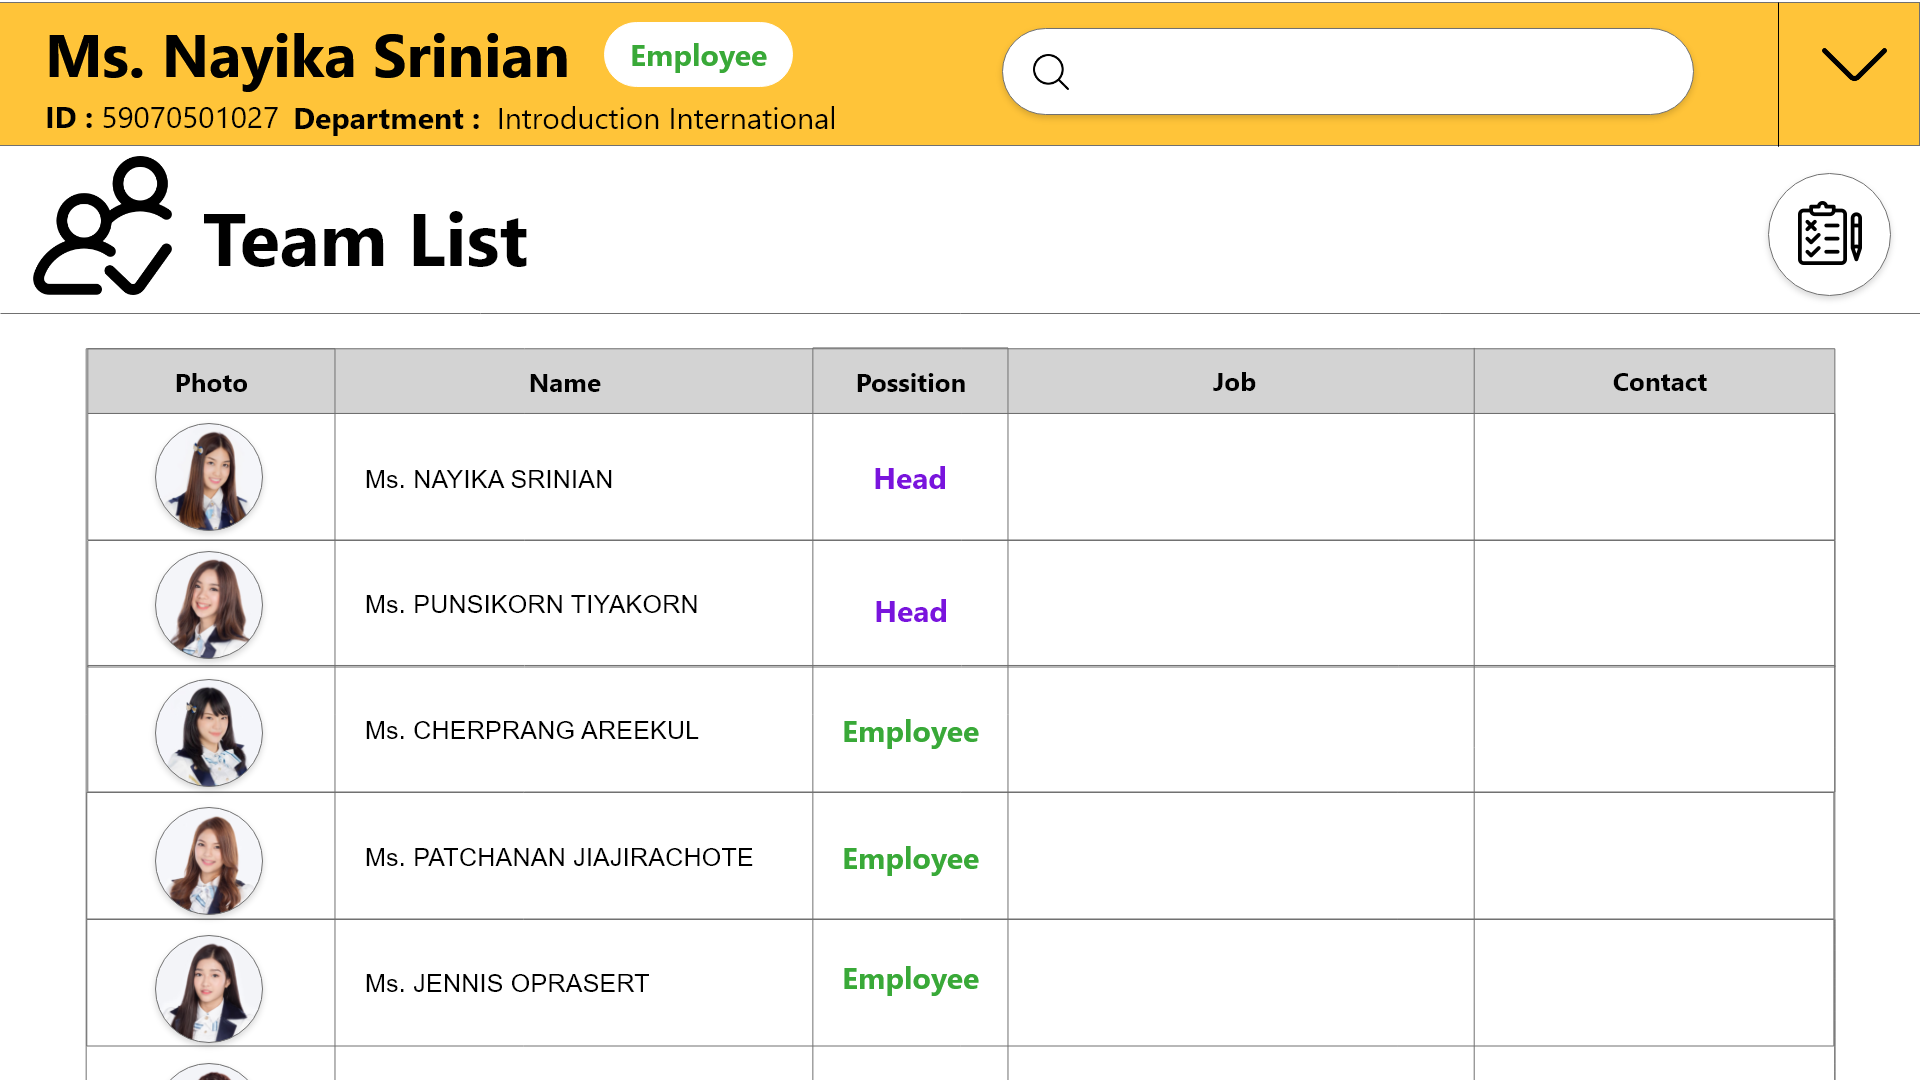 Ms. Nayika Srinian Employee
ID : 59070501027 Department : Introduction International
Team List
Photo Name Possition Job Contact
Ms. NAYIKA SRINIAN Head
Ms. PUNSIKORN TIYAKORN Head
Ms. CHERPRANG AREEKUL Employee
Ms. PATCHANAN JIAJIRACHOTE Employee
Ms. JENNIS OPRASERT Employee